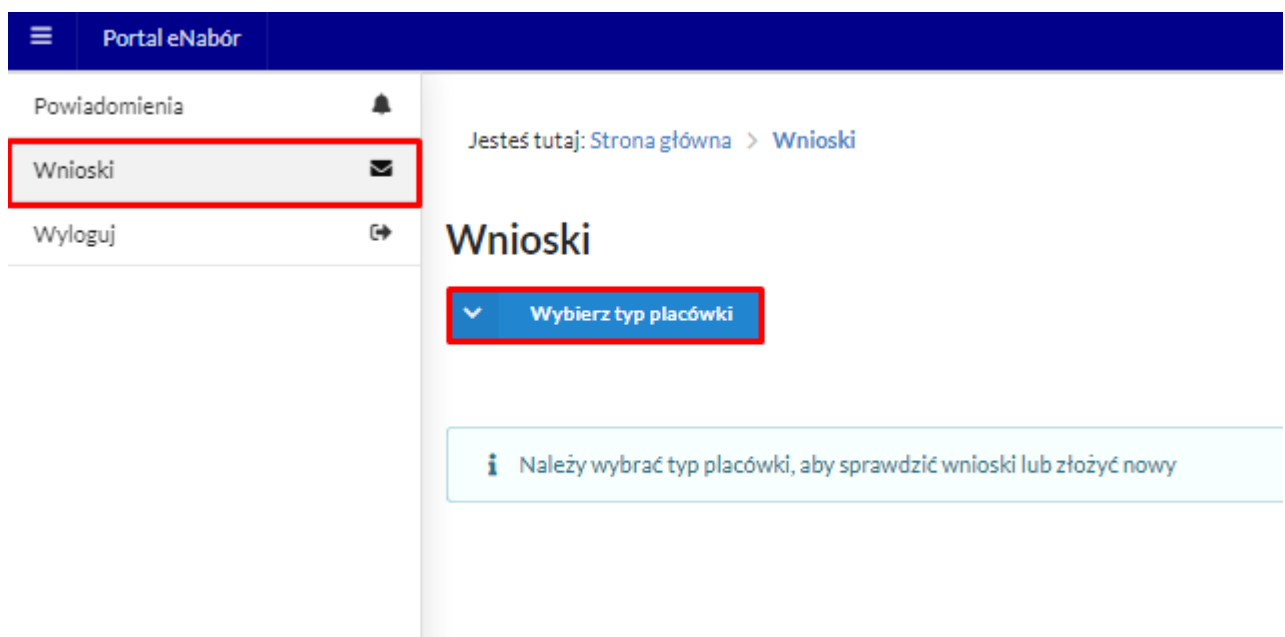 Portal eNabór
Powiadomienia
Wnioski
Wyloguj
Jesteś tutaj: Strona główna > Wnioski
Wnioski
Wybierz typ placówki
Należy wybrać typ placówki, aby sprawdzić wnioski lub złożyć nowy